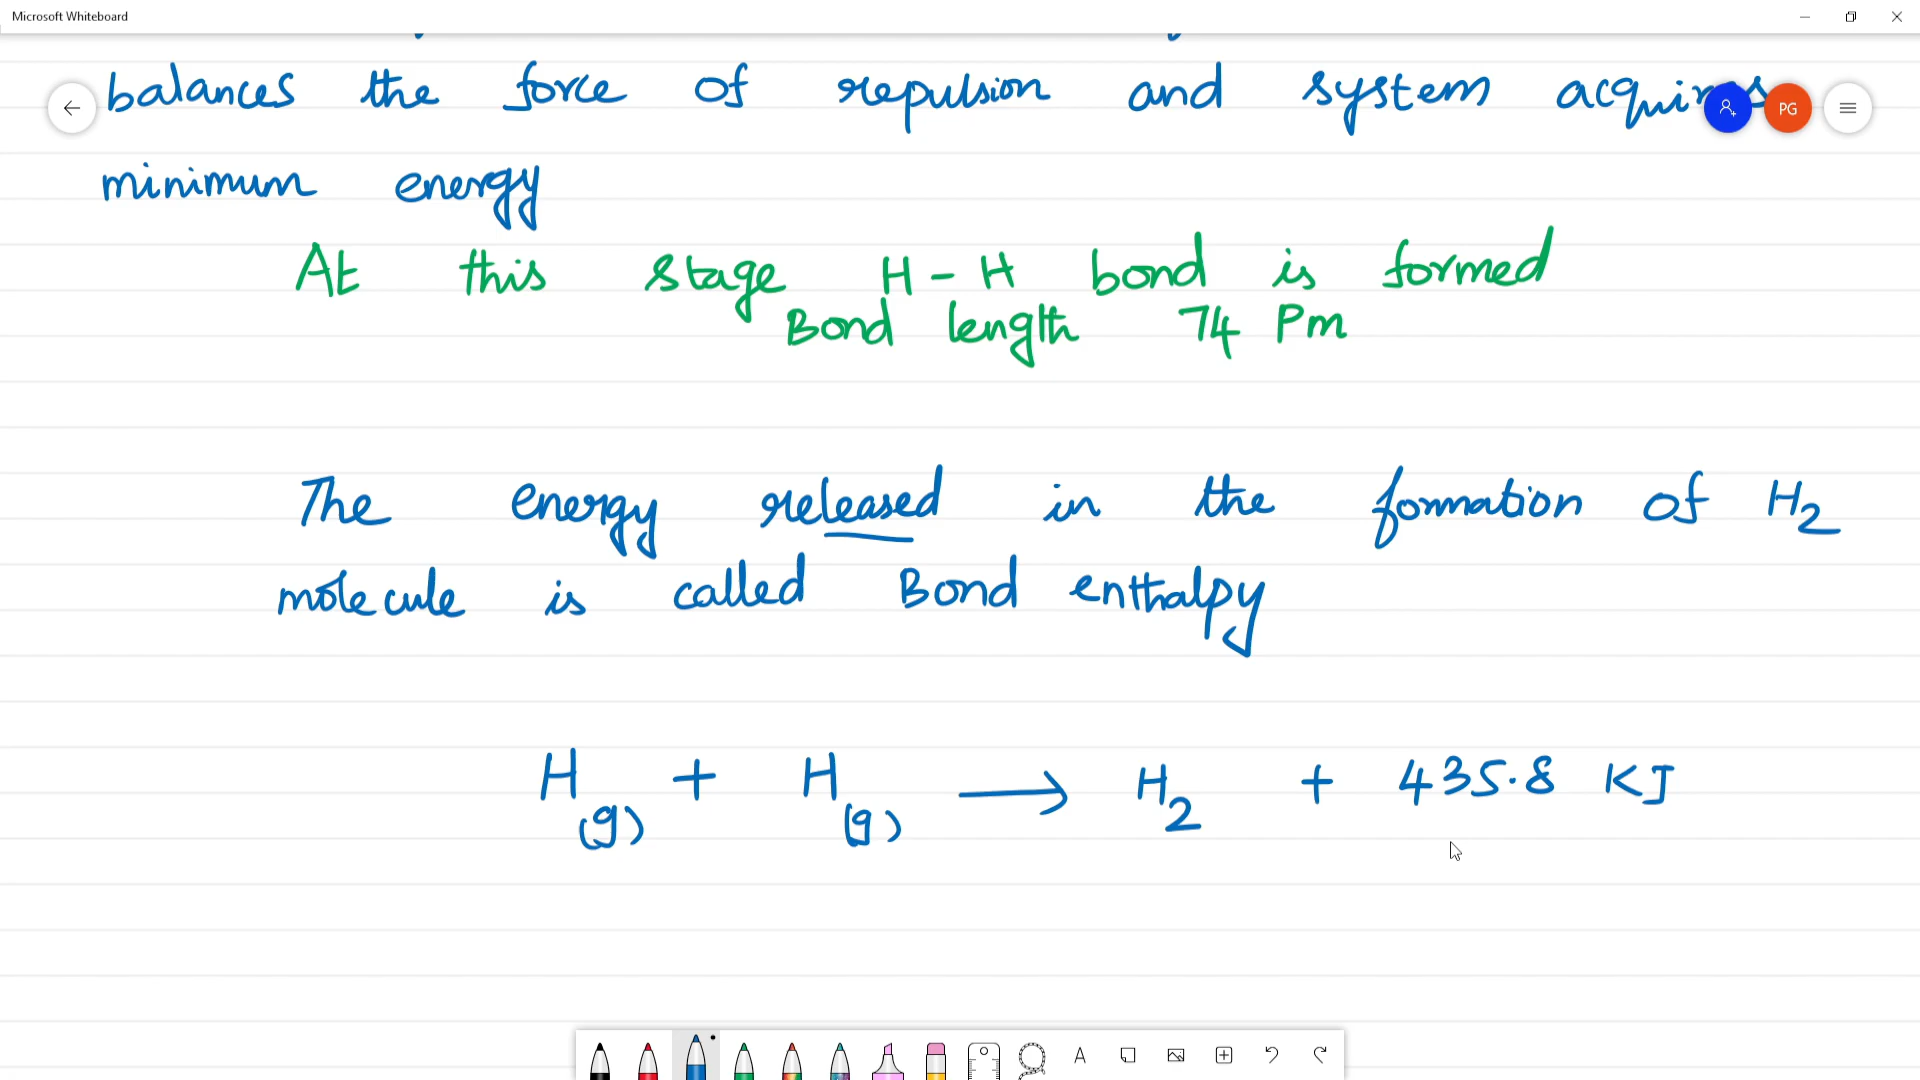 Microsoft Whiteboard
balances the force of repulsion and system acquires
PG
minimum energy
At this stage H-H bond is formed
Bond length 74 Pm
The energy released in the formation of H2
molecule is called Bond enthalpy
H(g) + H(g) → H2 + 435.8 KJ
A